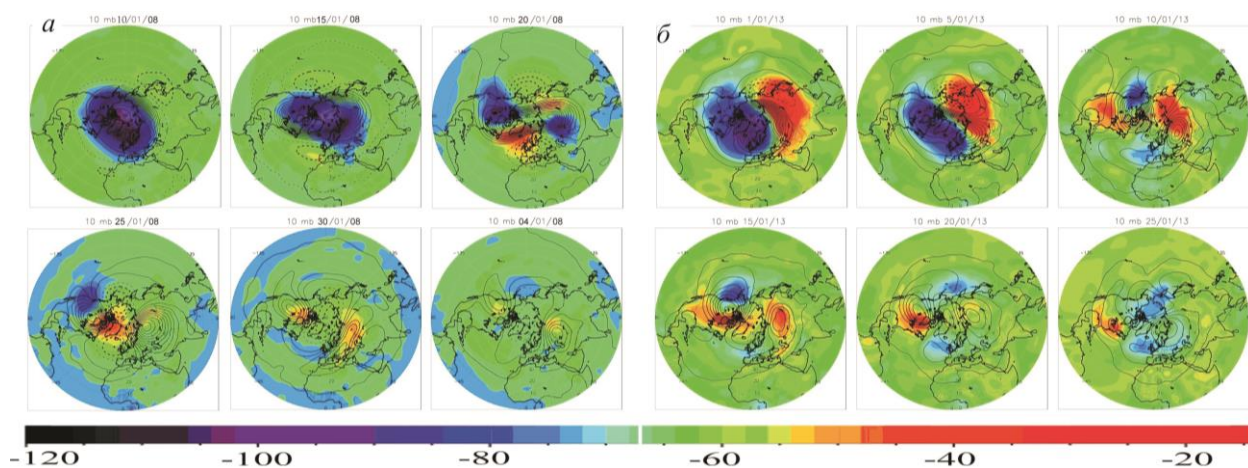 a
10 mb 10/01/08
10 mb 15/01/08
10 mb 20/01/08
б
10 mb 1/01/13
10 mb 5/01/13
10 mb 10/01/13
10 mb 25/01/08
10 mb 30/01/08
10 mb 04/01/08
10 mb 15/01/13
10 mb 20/01/13
10 mb 25/01/13
-120 -100 -80 -60 -40 -20